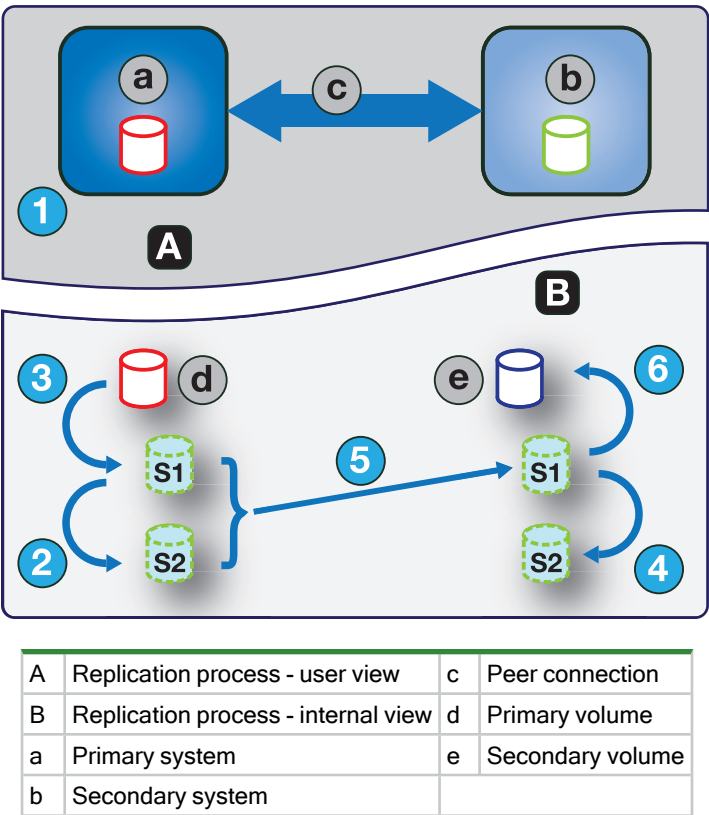 a
c
b
1
A
B
3
d
e
6
S1
5
S1
2
S2
S2
4
A Replication process - user view c Peer connection
B Replication process - internal view d Primary volume
a Primary system e Secondary volume
b Secondary system